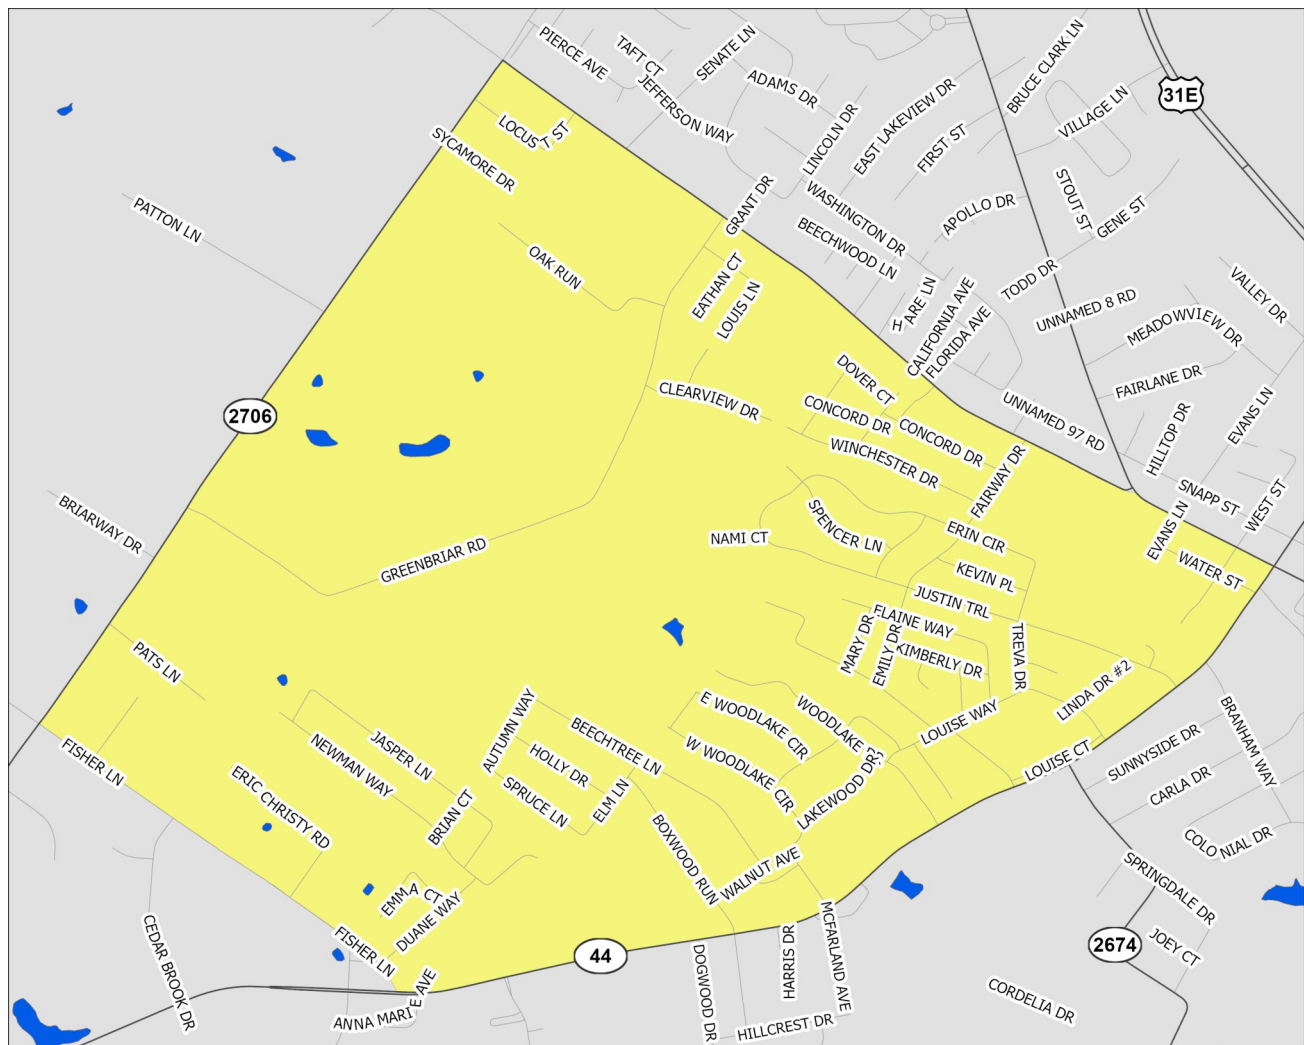 PIERCE AVE
TAFT CT
SENATE LN
BRUCE CLARK LN
31E
ADAMS DR
JEFFERSON WAY
EAST LAKEVIEW DR
VILLAGE LN
LINCOLN DR
FIRST ST
LOCUST ST
SYCAMORE DR
GRANT DR
STOUT ST
WASHINGTON DR
APOLLO DR
GENE ST
PATTON LN
BEECHWOOD LN
OAK RUN
EATHAN CT
TODD DR
VALLEY DR
LOUIS LN
HARE LN
CALIFORNIA AVE
FLORIDA AVE
UNNAMED 8 RD
MEADOWVIEW DR
DOVER CT
FAIRLANE DR
2706
CLEARVIEW DR
CONCORD DR
CONCORD DR
UNNAMED 97 RD
EVANS LN
HILLTOP DR
WINCHESTER DR
FAIRWAY DR
SNAPP ST
WEST ST
BRIARWAY DR
SPENCER LN
NAMI CT
ERIN CIR
EVANS LN
GREENBRIAR RD
KEVIN PL
WATER ST
JUSTIN TRL
ELAINE WAY
MARY DR
EMILY DR
KIMBERLY DR
TREVA DR
PATS LN
LINDA DR #2
E WOODLAKE CIR
WOODLAKE DR
LOUISE WAY
BRANHAM WAY
AUTUMN WAY
BEECHTREE LN
FISHER LN
JASPER LN
NEWMAN WAY
HOLLY DR
W WOODLAKE CIR
LOUISE CT
SUNNYSIDE DR
CARLA DR
ERIC CHRISTY RD
SPRUCE LN
ELM LN
LAKEWOOD DR
BRIAN CT
COLONIAL DR
BOXWOOD RUN
WALNUT AVE
SPRINGDALE DR
EMMA CT
DUANE WAY
MCFARLAND AVE
CEDAR BROOK DR
FISHER LN
44
DOGWOOD DR
HARRIS DR
2674
JOEY CT
ANNA MARIE AVE
HILLCREST DR
CORDELIA DR